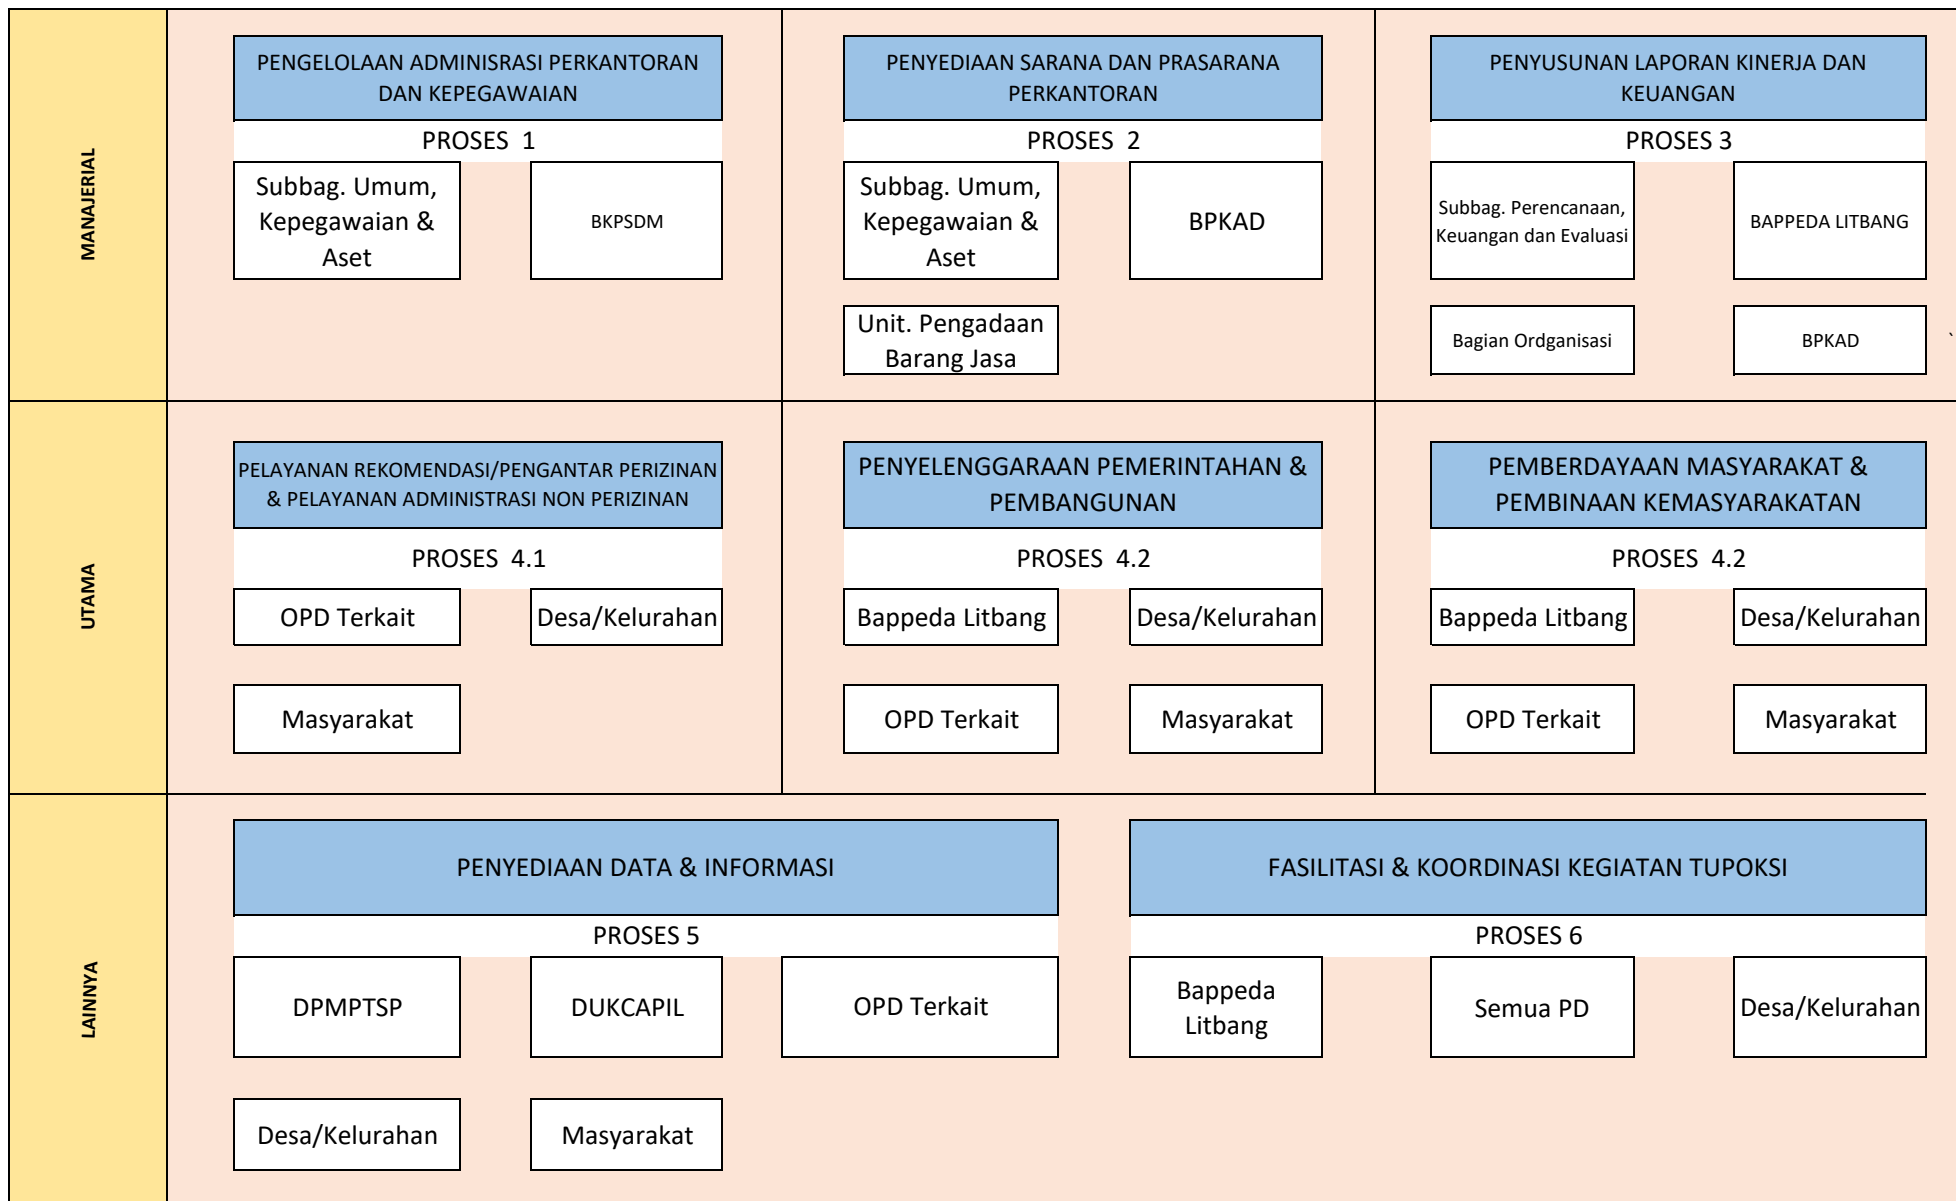 MANAJERIAL
PENGELOLAAN ADMINISRASI PERKANTORAN
DAN KEPEGAWAIAN
PROSES 1
Subbag. Umum,
Kepegawaian &
Aset
BKPSDM
PENYEDIAAN SARANA DAN PRASARANA
PERKANTORAN
PROSES 2
Subbag. Umum,
Kepegawaian &
Aset
BPKAD
Unit. Pengadaan
Barang Jasa
PENYUSUNAN LAPORAN KINERJA DAN
KEUANGAN
PROSES 3
Subbag. Perencanaan,
Keuangan dan Evaluasi
BAPPEDA LITBANG
Bagian Ordganisasi
BPKAD
`
UTAMA
PELAYANAN REKOMENDASI/PENGANTAR PERIZINAN
& PELAYANAN ADMINISTRASI NON PERIZINAN
PROSES 4.1
OPD Terkait
Desa/Kelurahan
Masyarakat
PENYELENGGARAAN PEMERINTAHAN &
PEMBANGUNAN
PROSES 4.2
Bappeda Litbang
Desa/Kelurahan
OPD Terkait
Masyarakat
PEMBERDAYAAN MASYARAKAT &
PEMBINAAN KEMASYARAKATAN
PROSES 4.2
Bappeda Litbang
Desa/Kelurahan
OPD Terkait
Masyarakat
LAINNYA
PENYEDIAAN DATA & INFORMASI
PROSES 5
DPMPTSP
DUKCAPIL
OPD Terkait
Desa/Kelurahan
Masyarakat
FASILITASI & KOORDINASI KEGIATAN TUPOKSI
PROSES 6
Bappeda
Litbang
Semua PD
Desa/Kelurahan